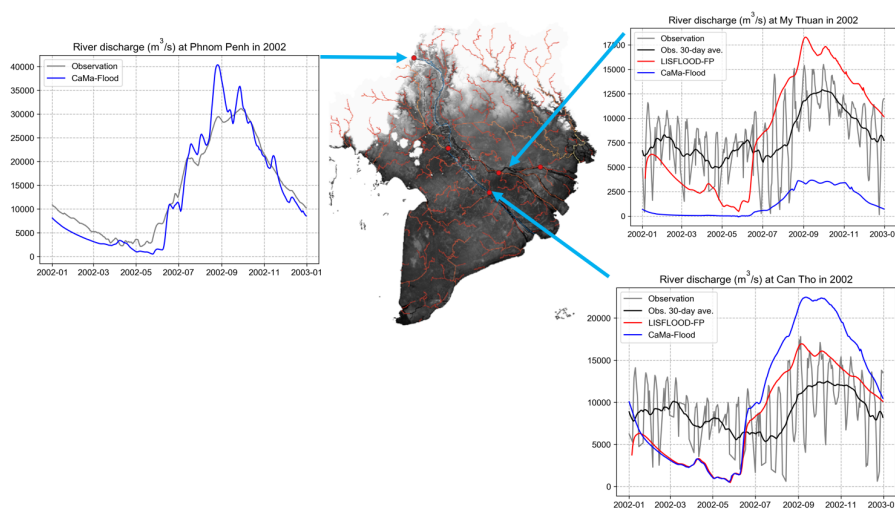 River discharge (m³/s) at Phnom Penh in 2002
Observation
CaMa-Flood
40000
35000
30000
25000
20000
15000
10000
5000
0
2002-01 2002-03 2002-05 2002-07 2002-09 2002-11 2003-01
River discharge (m³/s) at My Thuan in 2002
Observation
Obs. 30-day ave.
LISFLOOD-FP
CaMa-Flood
17500
15000
12500
10000
7500
5000
2500
0
2002-01 2002-03 2002-05 2002-07 2002-09 2002-11 2003-0
River discharge (m³/s) at Can Tho in 2002
Observation
Obs. 30-day ave.
LISFLOOD-FP
CaMa-Flood
20000
15000
10000
5000
0
2002-01 2002-03 2002-05 2002-07 2002-09 2002-11 2003-0